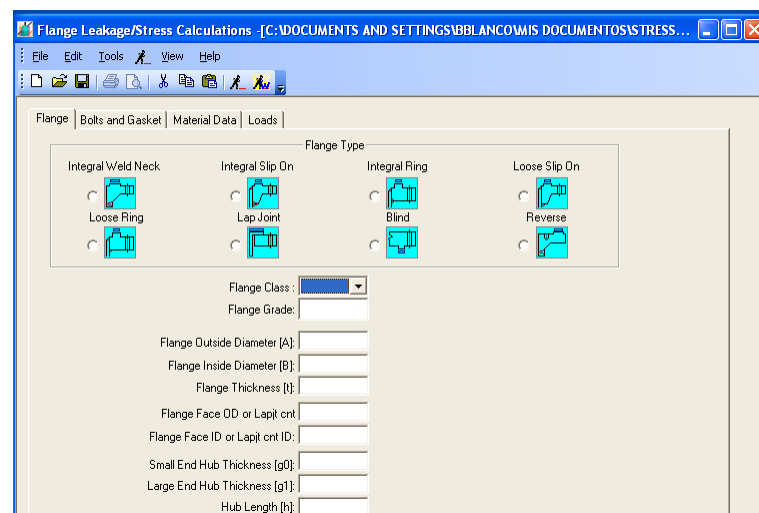 Flange Leakage/Stress Calculations -[C:\DOCUMENTS AND SETTINGS\BBLANCO\MIS DOCUMENTOS\STRESS...
File Edit Tools View Help
Flange Bolts and Gasket Material Data Loads
Flange Type
Integral Weld Neck Integral Slip On Integral Ring Loose Slip On
Loose Ring Lap Joint Blind Reverse
Flange Class :
Flange Grade:
Flange Outside Diameter [A]:
Flange Inside Diameter [B]:
Flange Thickness [t]:
Flange Face OD or Lapjt cnt
Flange Face ID or Lapjt cnt ID:
Small End Hub Thickness [g0]:
Large End Hub Thickness [g1]:
Hub Length [h]: